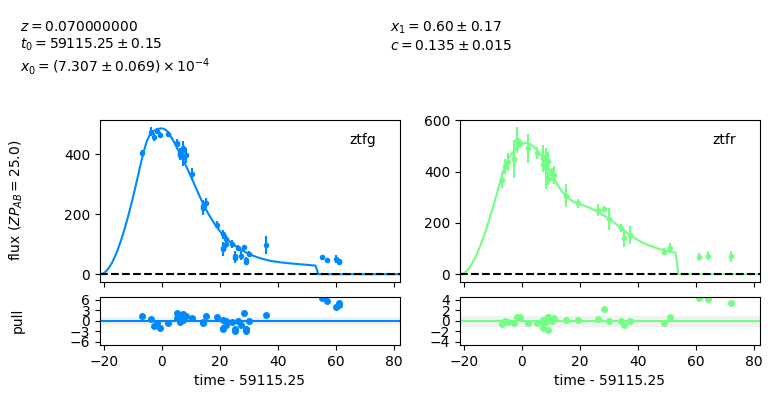 z = 0.070000000
t₀ = 59115.25 ± 0.15
x₀ = (7.307 ± 0.069) × 10⁻⁴
x₁ = 0.60 ± 0.17
c = 0.135 ± 0.015
flux (ZP_AB = 25.0)
400
200
0
ztfg
600
400
200
0
ztfr
pull
6
3
0
−3
−6
−20 0 20 40 60 80
time - 59115.25
4
2
0
−2
−4
−20 0 20 40 60 80
time - 59115.25